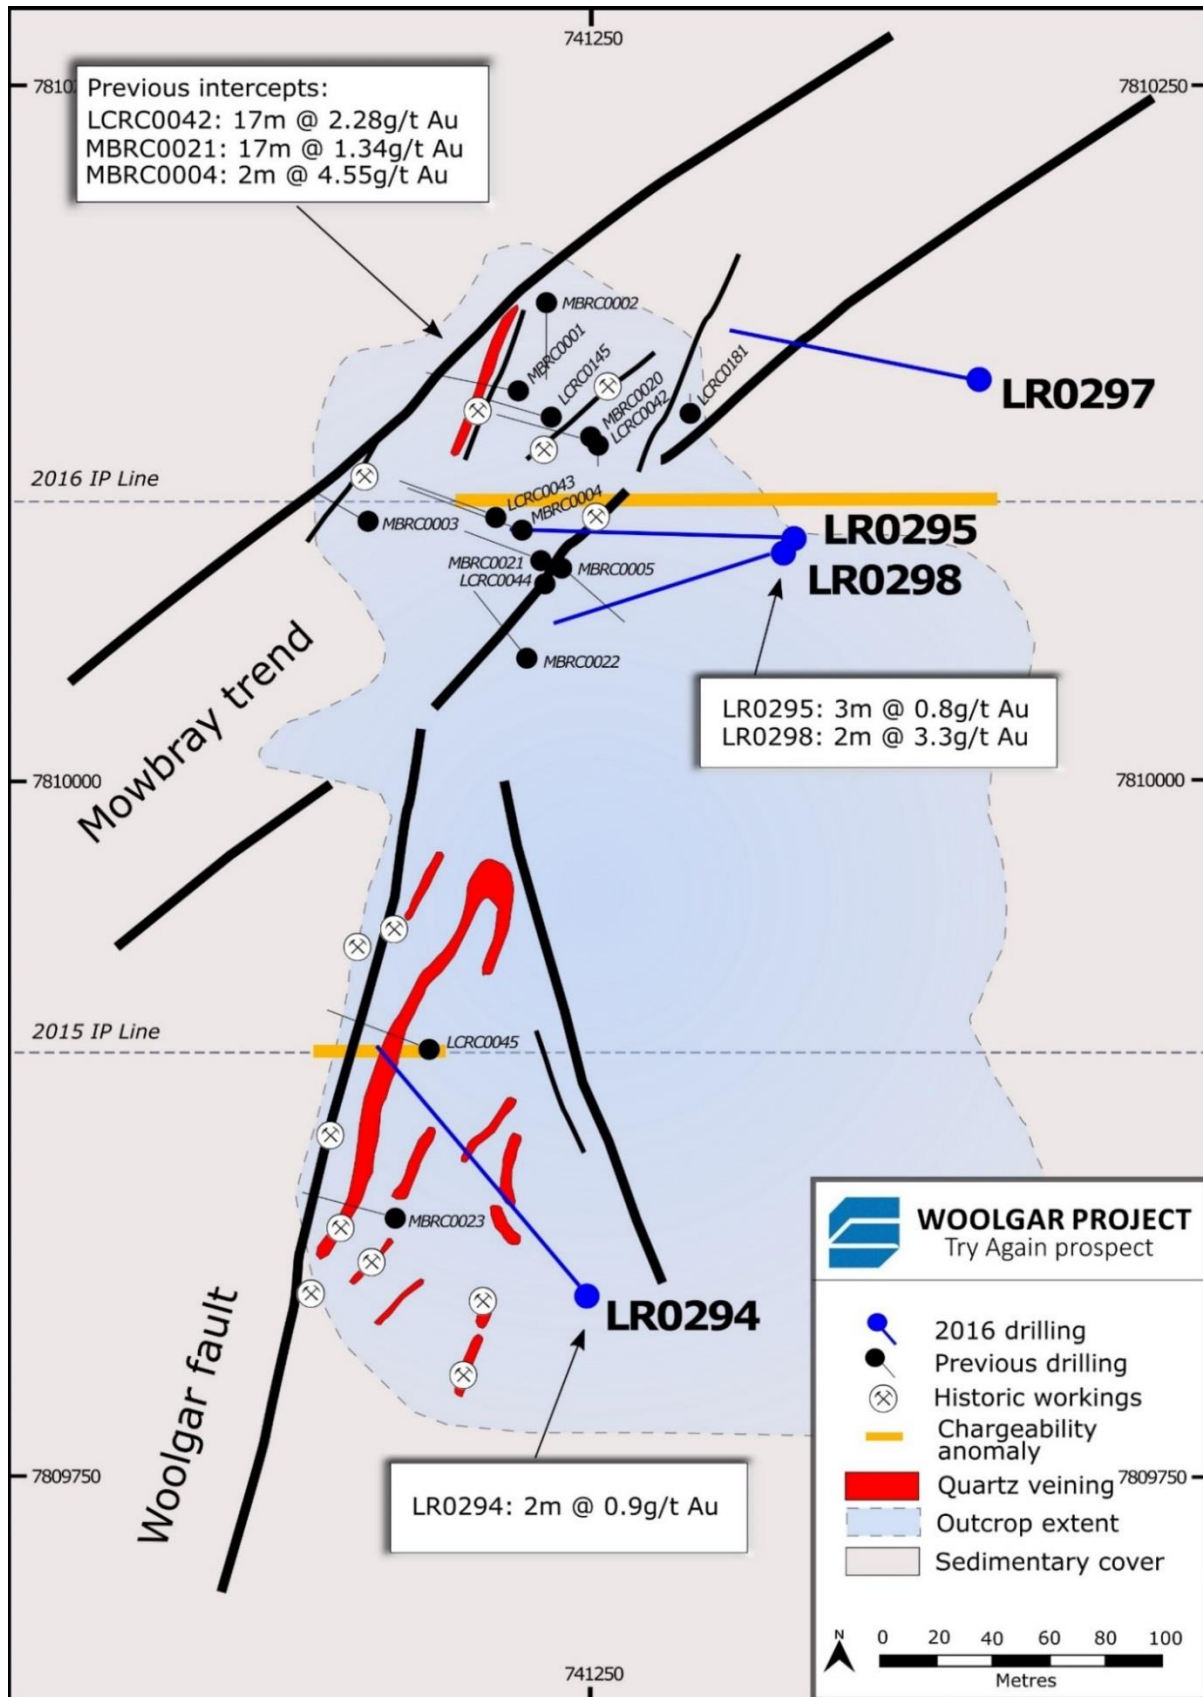 741250
7810250
Previous intercepts:
LCRC0042: 17m @ 2.28g/t Au
MBRC0021: 17m @ 1.34g/t Au
MBRC0004: 2m @ 4.55g/t Au
MBRC0002
MBRC0001
LCRC0145
MBRC0020
LCRC0042
LCRC0181
LR0297
2016 IP Line
LCRC0043
MBRC0004
MBRC0003
LR0295
MBRC0021
MBRC0005
LCRC0044
LR0298
MBRC0022
Mowbray trend
LR0295: 3m @ 0.8g/t Au
LR0298: 2m @ 3.3g/t Au
7810000
7810000
2015 IP Line
LCRC0045
MBRC0023
LR0294
Woolgar fault
7809750
7809750
LR0294: 2m @ 0.9g/t Au
WOOLGAR PROJECT
Try Again prospect
2016 drilling
Previous drilling
Historic workings
Chargeability
anomaly
Quartz veining
Outcrop extent
Sedimentary cover
N
0 20 40 60 80 100
Metres
741250